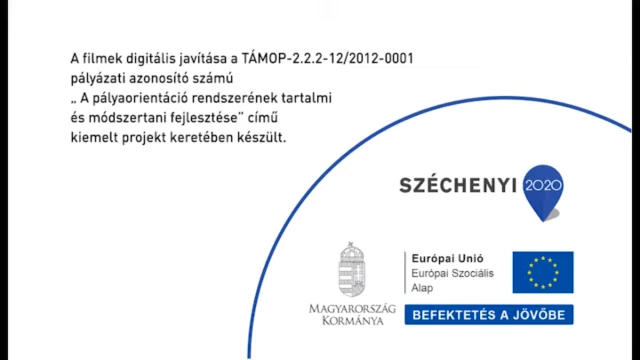 A filmek digitális javítása a TÁMOP-2.2.2-12/2012-0001
pályázati azonosító számú
„ A pályaorientáció rendszerének tartalmi
és módszertani fejlesztése” című
kiemelt projekt keretében készült.
SZÉCHENYI 2020
MAGYARORSZÁG
KORMÁNYA
Európai Unió
Európai Szociális
Alap
BEFEKTETÉS A JÖVŐBE